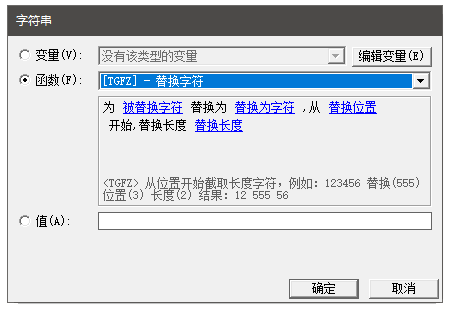 字符串
变量(V):
没有该类型的变量
编辑变量(E)
函数(F):
[TGFZ] - 替换字符
为 被替换字符 替换为 替换为字符 ,从 替换位置
开始,替换长度 替换长度
<TGFZ> 从位置开始截取长度字符, 例如: 123456 替换(555)
位置(3) 长度(2) 结果: 12 555 56
值(A):
确定
取消